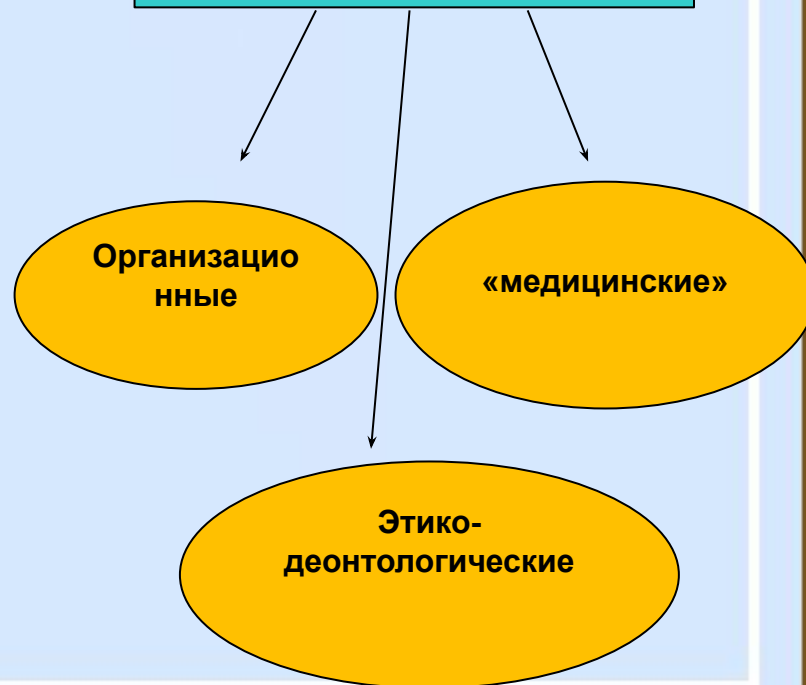 Организацио
нные
«медицинские»
Этико-
деонтологические